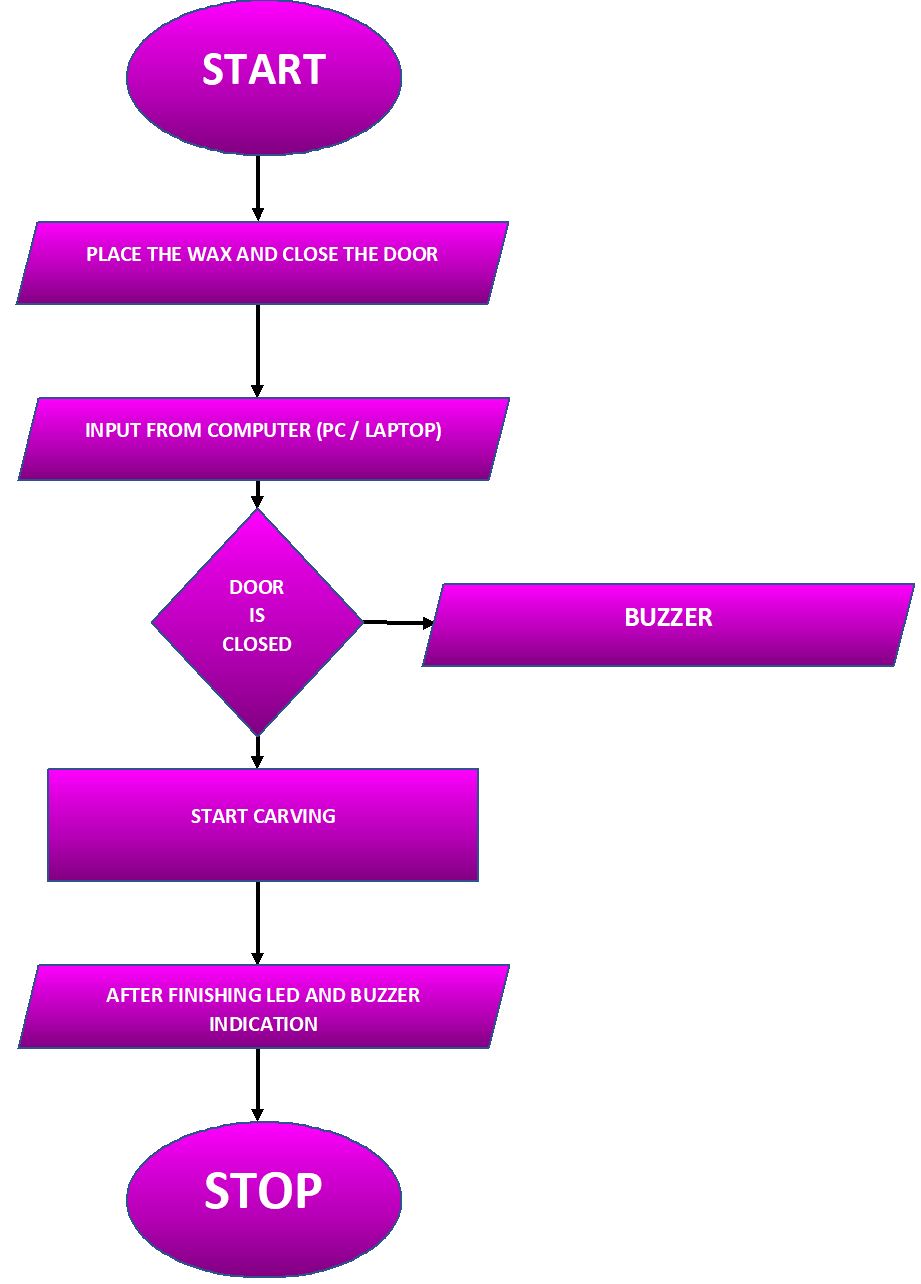 START
PLACE THE WAX AND CLOSE THE DOOR
INPUT FROM COMPUTER (PC / LAPTOP)
DOOR
IS
CLOSED
BUZZER
START CARVING
AFTER FINISHING LED AND BUZZER
INDICATION
STOP